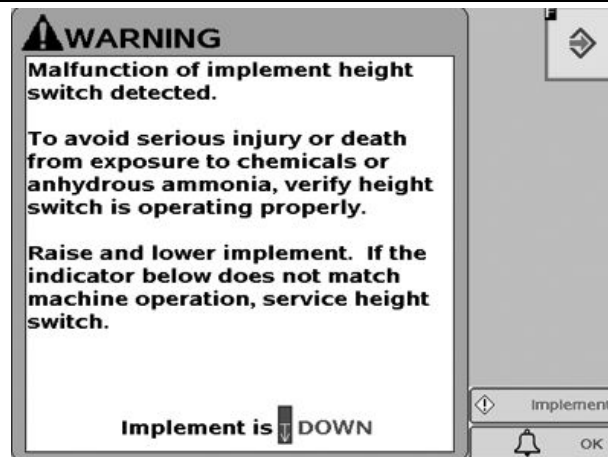 WARNING
Malfunction of implement height
switch detected.
To avoid serious injury or death
from exposure to chemicals or
anhydrous ammonia, verify height
switch is operating properly.
Raise and lower implement. If the
indicator below does not match
machine operation, service height
switch.
Implement is DOWN
F
Implement
OK